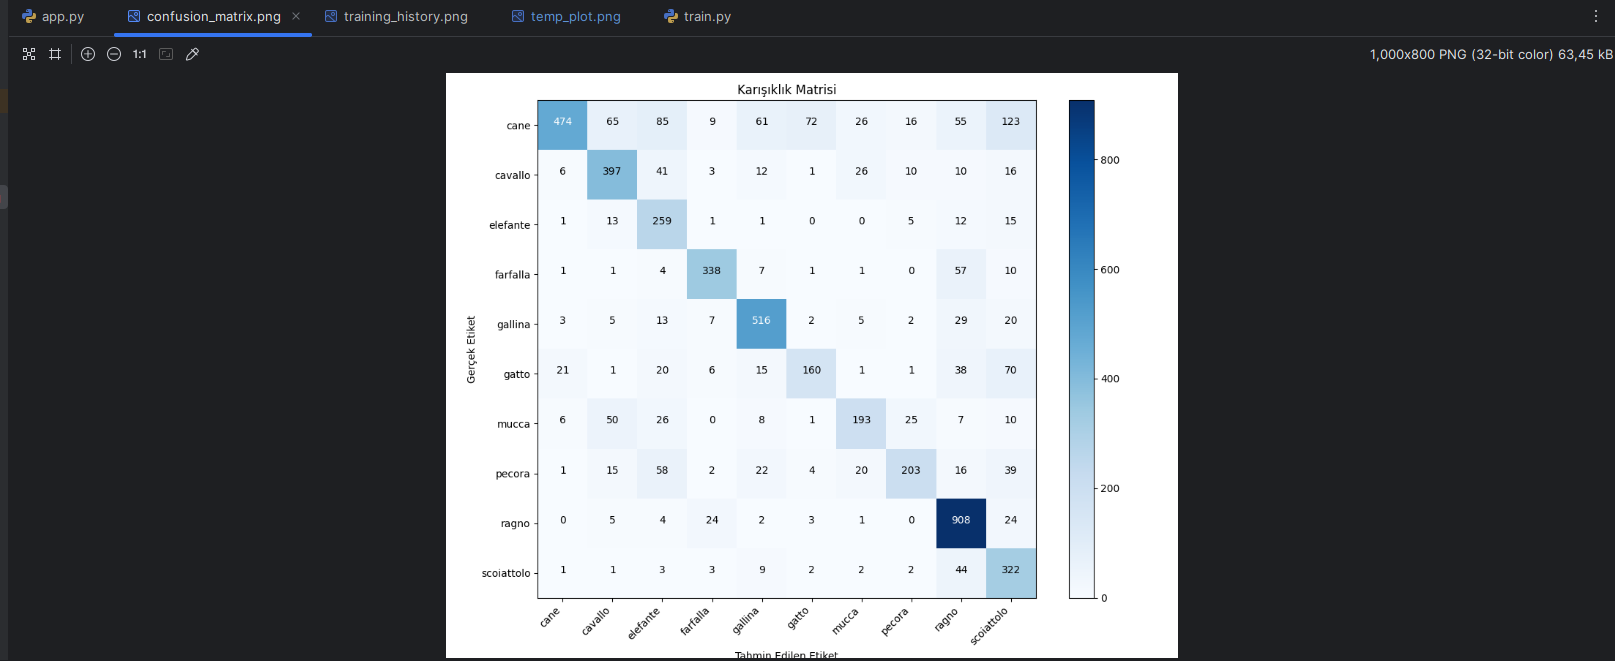 app.py confusion_matrix.png training_history.png temp_plot.png train.py
1:1 1,000x800 PNG (32-bit color) 63,45 kB
Karışıklık Matrisi
cane 474 65 85 9 61 72 26 16 55 123
cavallo 6 397 41 3 12 1 26 10 10 16
elefante 1 13 259 1 1 0 0 5 12 15
farfalla 1 1 4 338 7 1 1 0 57 10
gallina 3 5 13 7 516 2 5 2 29 20
gatto 21 1 20 6 15 160 1 1 38 70
mucca 6 50 26 0 8 1 193 25 7 10
pecora 1 15 58 2 22 4 20 203 16 39
ragno 0 5 4 24 2 3 1 0 908 24
scoiattolo 1 1 3 3 9 2 2 2 44 322
Gerçek Etiket
cane cavallo elefante farfalla gallina gatto mucca pecora ragno scoiattolo
Tahmin Edilen Etiket
800
600
400
200
0